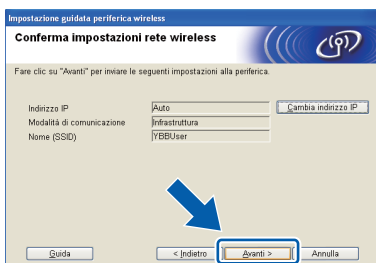 Impostazione guidata periferica wireless
Conferma impostazioni rete wireless
Fare clic su "Avanti" per inviare le seguenti impostazioni alla periferica.
Indirizzo IP Auto Cambia indirizzo IP
Modalità di comunicazione Infrastruttura
Nome (SSID) YBBUser
Guida < Indietro Avanti > Annulla